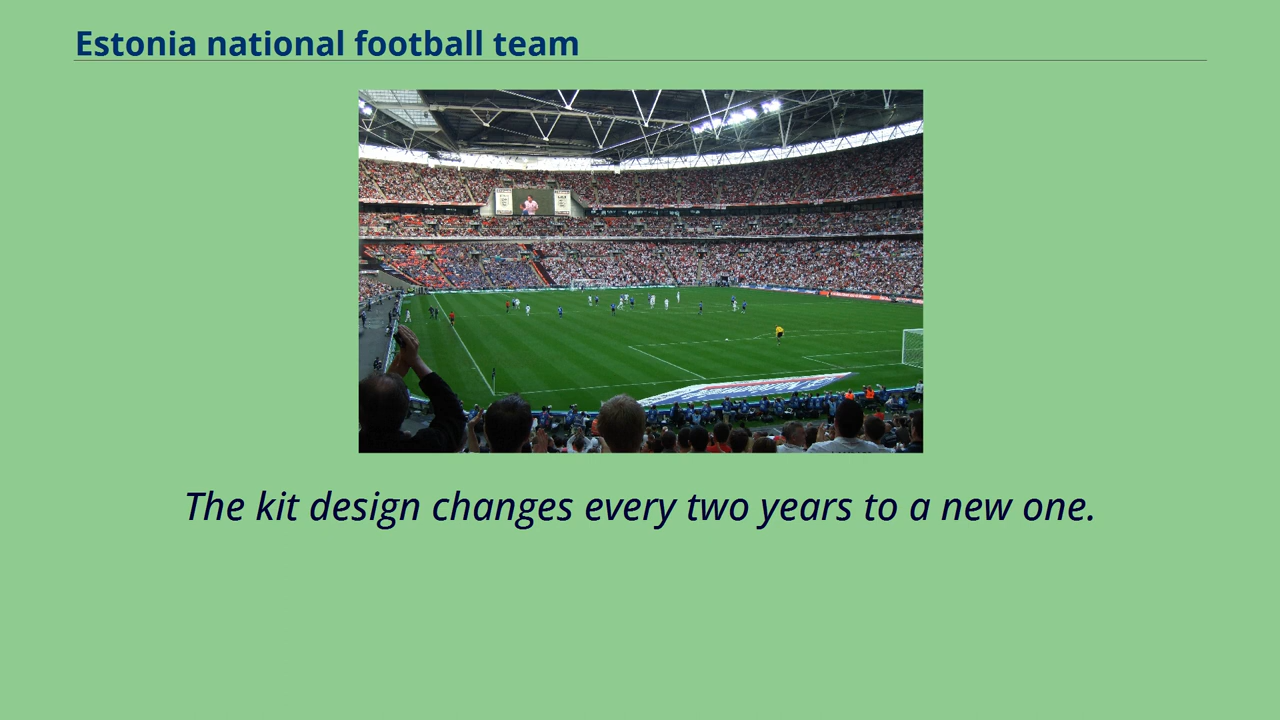 Estonia national football team
The kit design changes every two years to a new one.